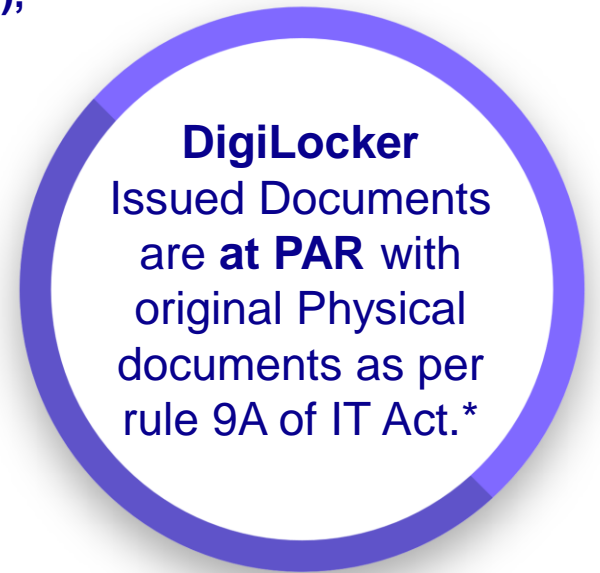 ),
DigiLocker
Issued Documents
are at PAR with
original Physical
documents as per
rule 9A of IT Act.*